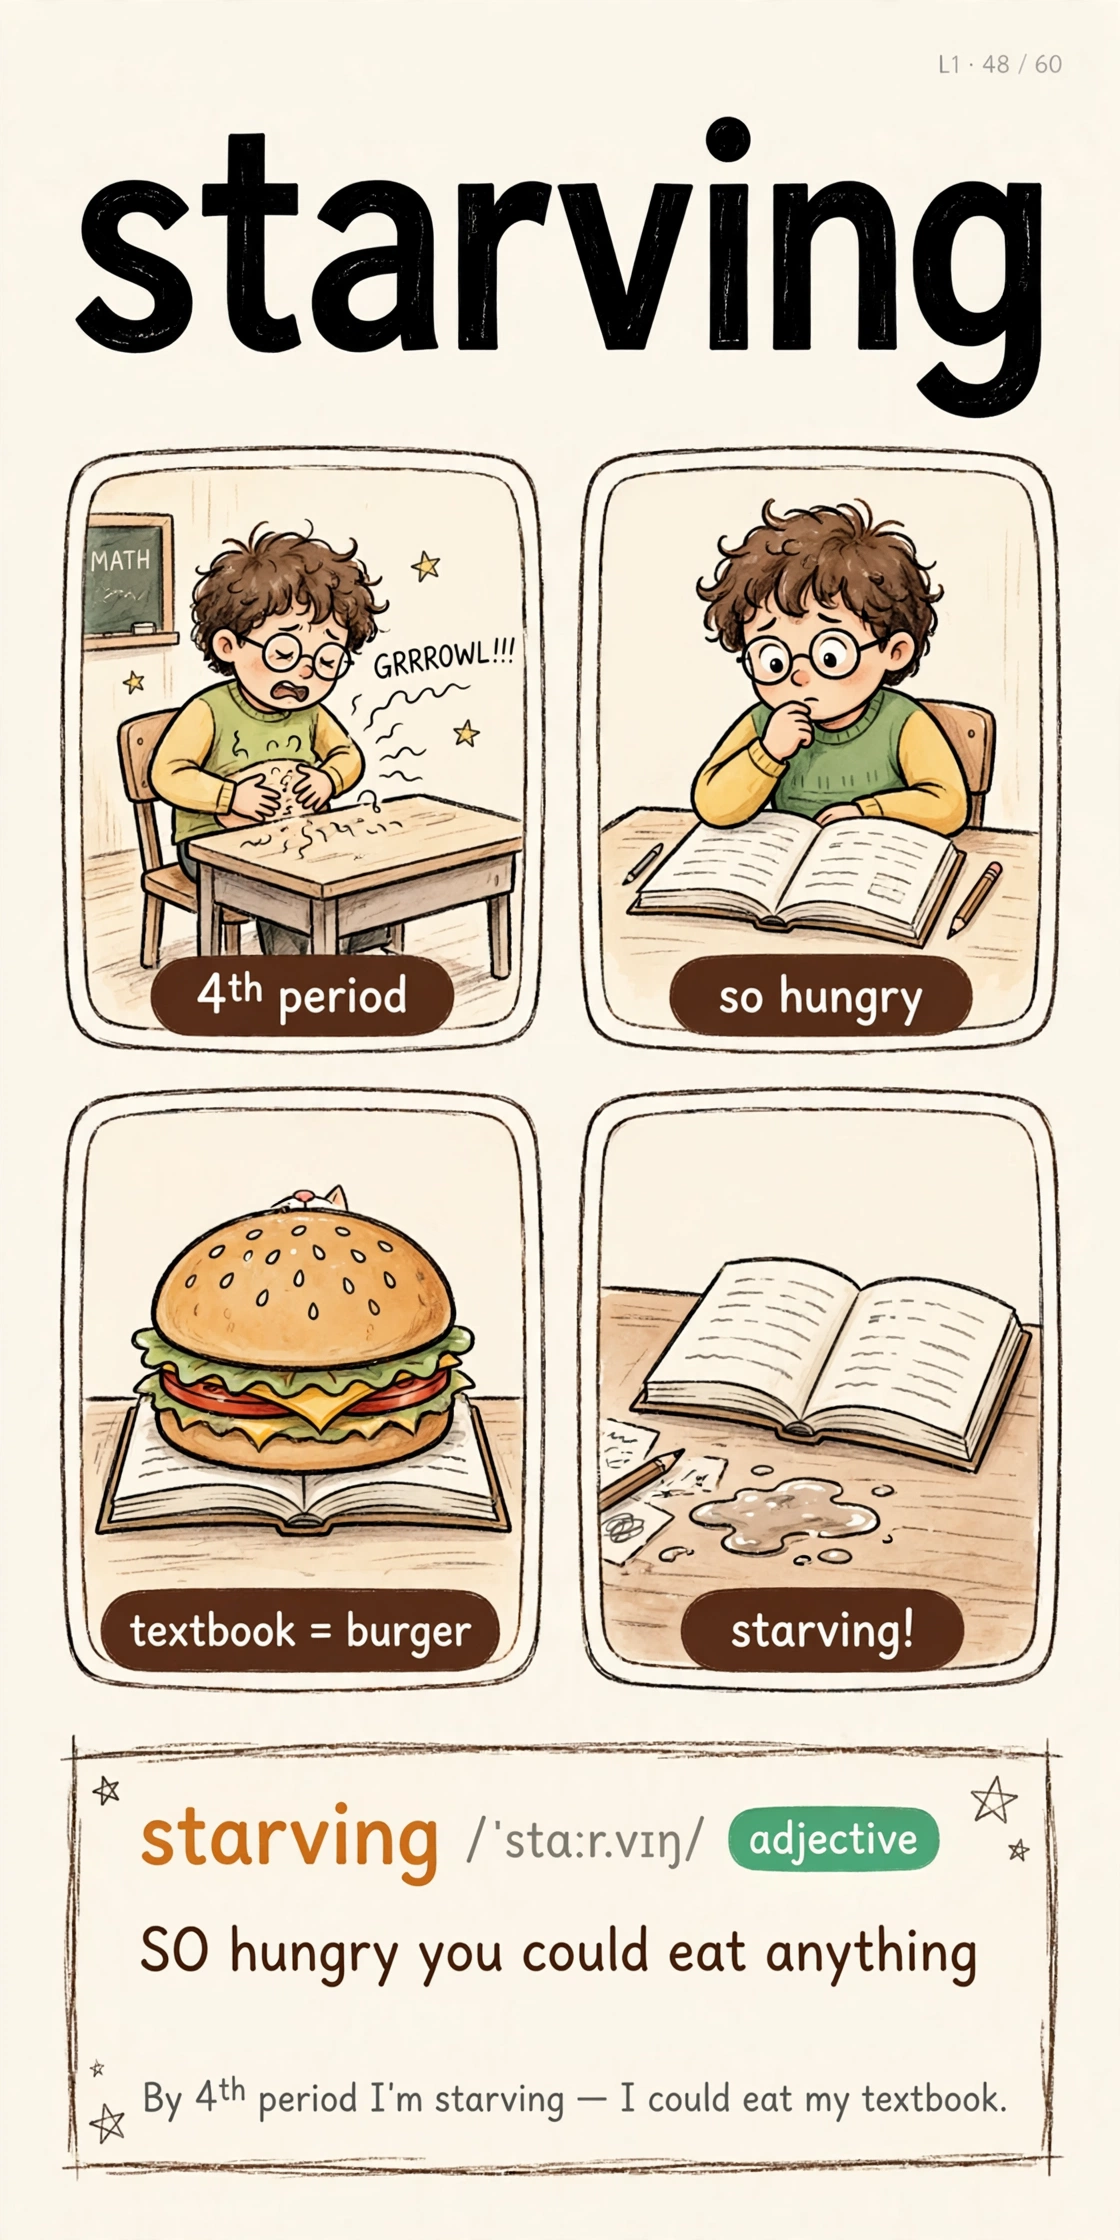 L1 · 48 / 60
starving
MATH
GRRROWL!!!
4th period
so hungry
textbook = burger
starving!
starving /ˈstɑːr.vɪŋ/ adjective
SO hungry you could eat anything
By 4th period I'm starving — I could eat my textbook.